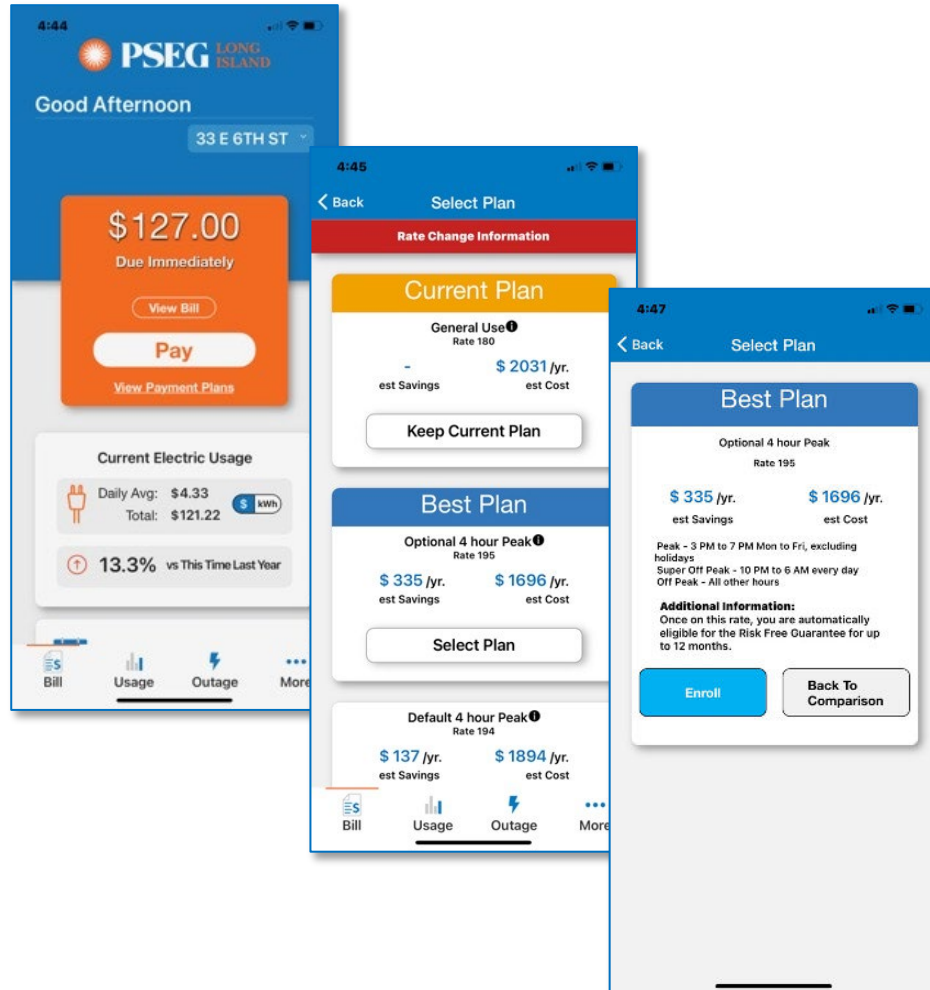 4:44
PSEG LONG ISLAND
Good Afternoon
33 E 6TH ST
$127.00
Due Immediately
View Bill
Pay
View Payment Plans
Current Electric Usage
Daily Avg: $4.33
Total: $121.22
$ kWh
13.3% vs This Time Last Year
Bill Usage Outage More
4:45
Back Select Plan
Rate Change Information
Current Plan
General Use
Rate 180
- $ 2031 /yr.
est Savings est Cost
Keep Current Plan
Best Plan
Optional 4 hour Peak
Rate 195
$ 335 /yr. $ 1696 /yr.
est Savings est Cost
Select Plan
Default 4 hour Peak
Rate 194
$ 137 /yr. $ 1894 /yr.
est Savings est Cost
Bill Usage Outage More
4:47
Back Select Plan
Best Plan
Optional 4 hour Peak
Rate 195
$ 335 /yr. $ 1696 /yr.
est Savings est Cost
Peak - 3 PM to 7 PM Mon to Fri, excluding
holidays
Super Off Peak - 10 PM to 6 AM every day
Off Peak - All other hours
Additional Information:
Once on this rate, you are automatically
eligible for the Risk Free Guarantee for up
to 12 months.
Enroll
Back To
Comparison